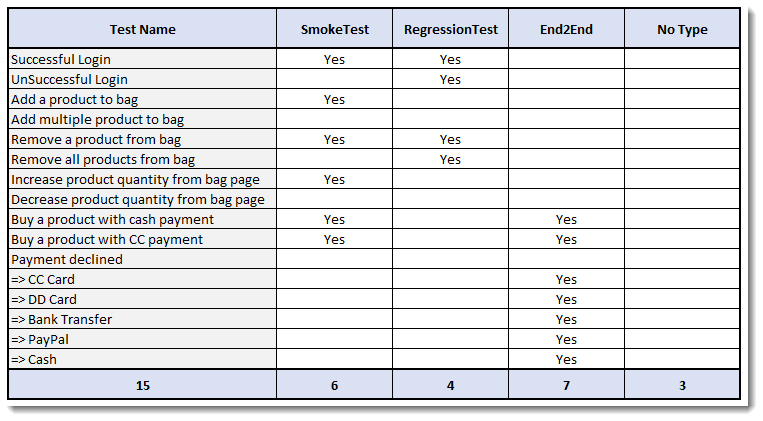 Test Name SmokeTest RegressionTest End2End No Type
Successful Login Yes Yes
UnSuccessful Login Yes
Add a product to bag Yes
Add multiple product to bag
Remove a product from bag Yes Yes
Remove all products from bag Yes
Increase product quantity from bag page Yes
Decrease product quantity from bag page
Buy a product with cash payment Yes Yes
Buy a product with CC payment Yes Yes
Payment declined
=> CC Card Yes
=> DD Card Yes
=> Bank Transfer Yes
=> PayPal Yes
=> Cash Yes
15 6 4 7 3